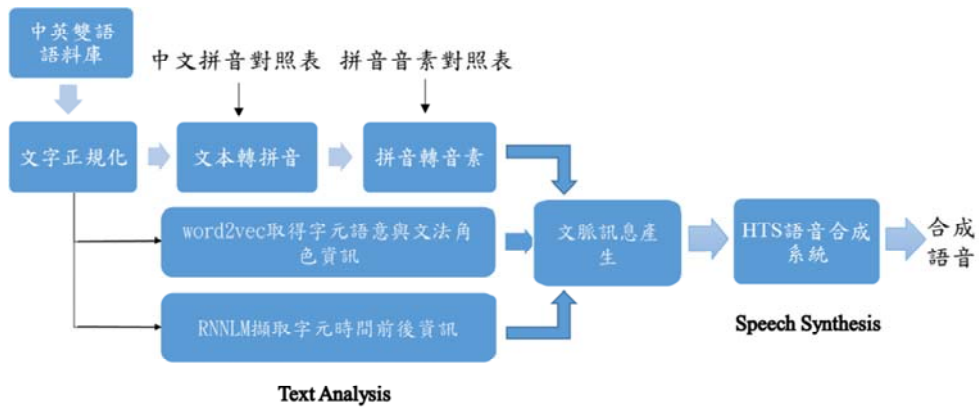 中英雙語
語料庫
中文拼音對照表
拼音音素對照表
文字正規化
文本轉拼音
拼音轉音素
word2vec取得字元語意與文法角
色資訊
文脈訊息產
生
HTS語音合成
系統
合成
語音
RNNLM擷取字元時間前後資訊
Speech Synthesis
Text Analysis